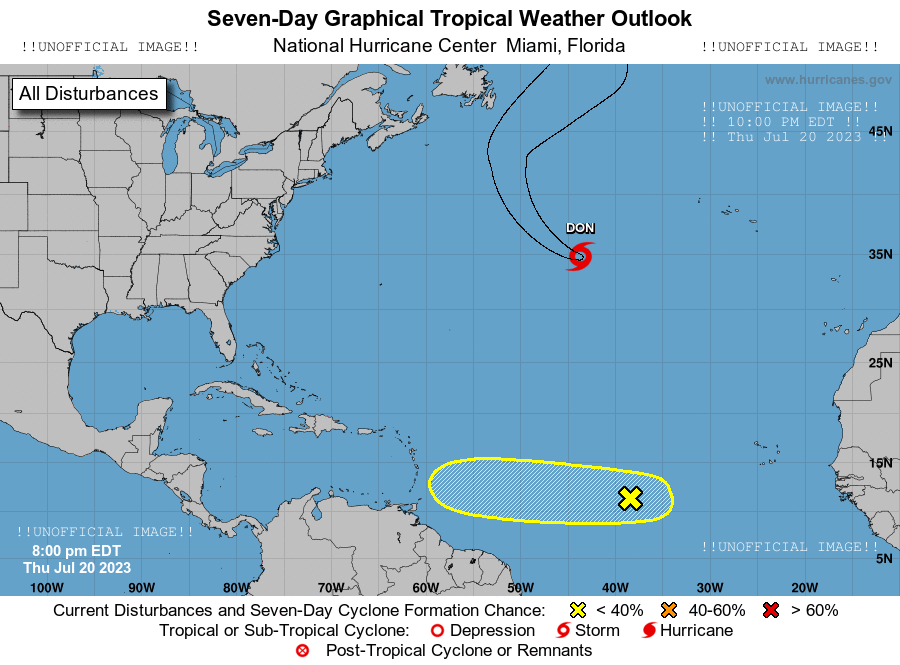 Seven-Day Graphical Tropical Weather Outlook
!!UNOFFICIAL IMAGE!! National Hurricane Center Miami, Florida !!UNOFFICIAL IMAGE!!
www.hurricanes.gov
All Disturbances
!!UNOFFICIAL IMAGE!!
!! 10:00 PM EDT !!
45N
!! Thu Jul 20 2023 !!
DON
35N
25N
15N
!!UNOFFICIAL IMAGE!!
!!UNOFFICIAL IMAGE!!
8:00 pm EDT
5N
Thu Jul 20 2023
100W 90W 80W 70W 60W 50W 40W 30W 20W
Current Disturbances and Seven-Day Cyclone Formation Chance: < 40% 40-60% > 60%
Tropical or Sub-Tropical Cyclone: Depression Storm Hurricane
Post-Tropical Cyclone or Remnants